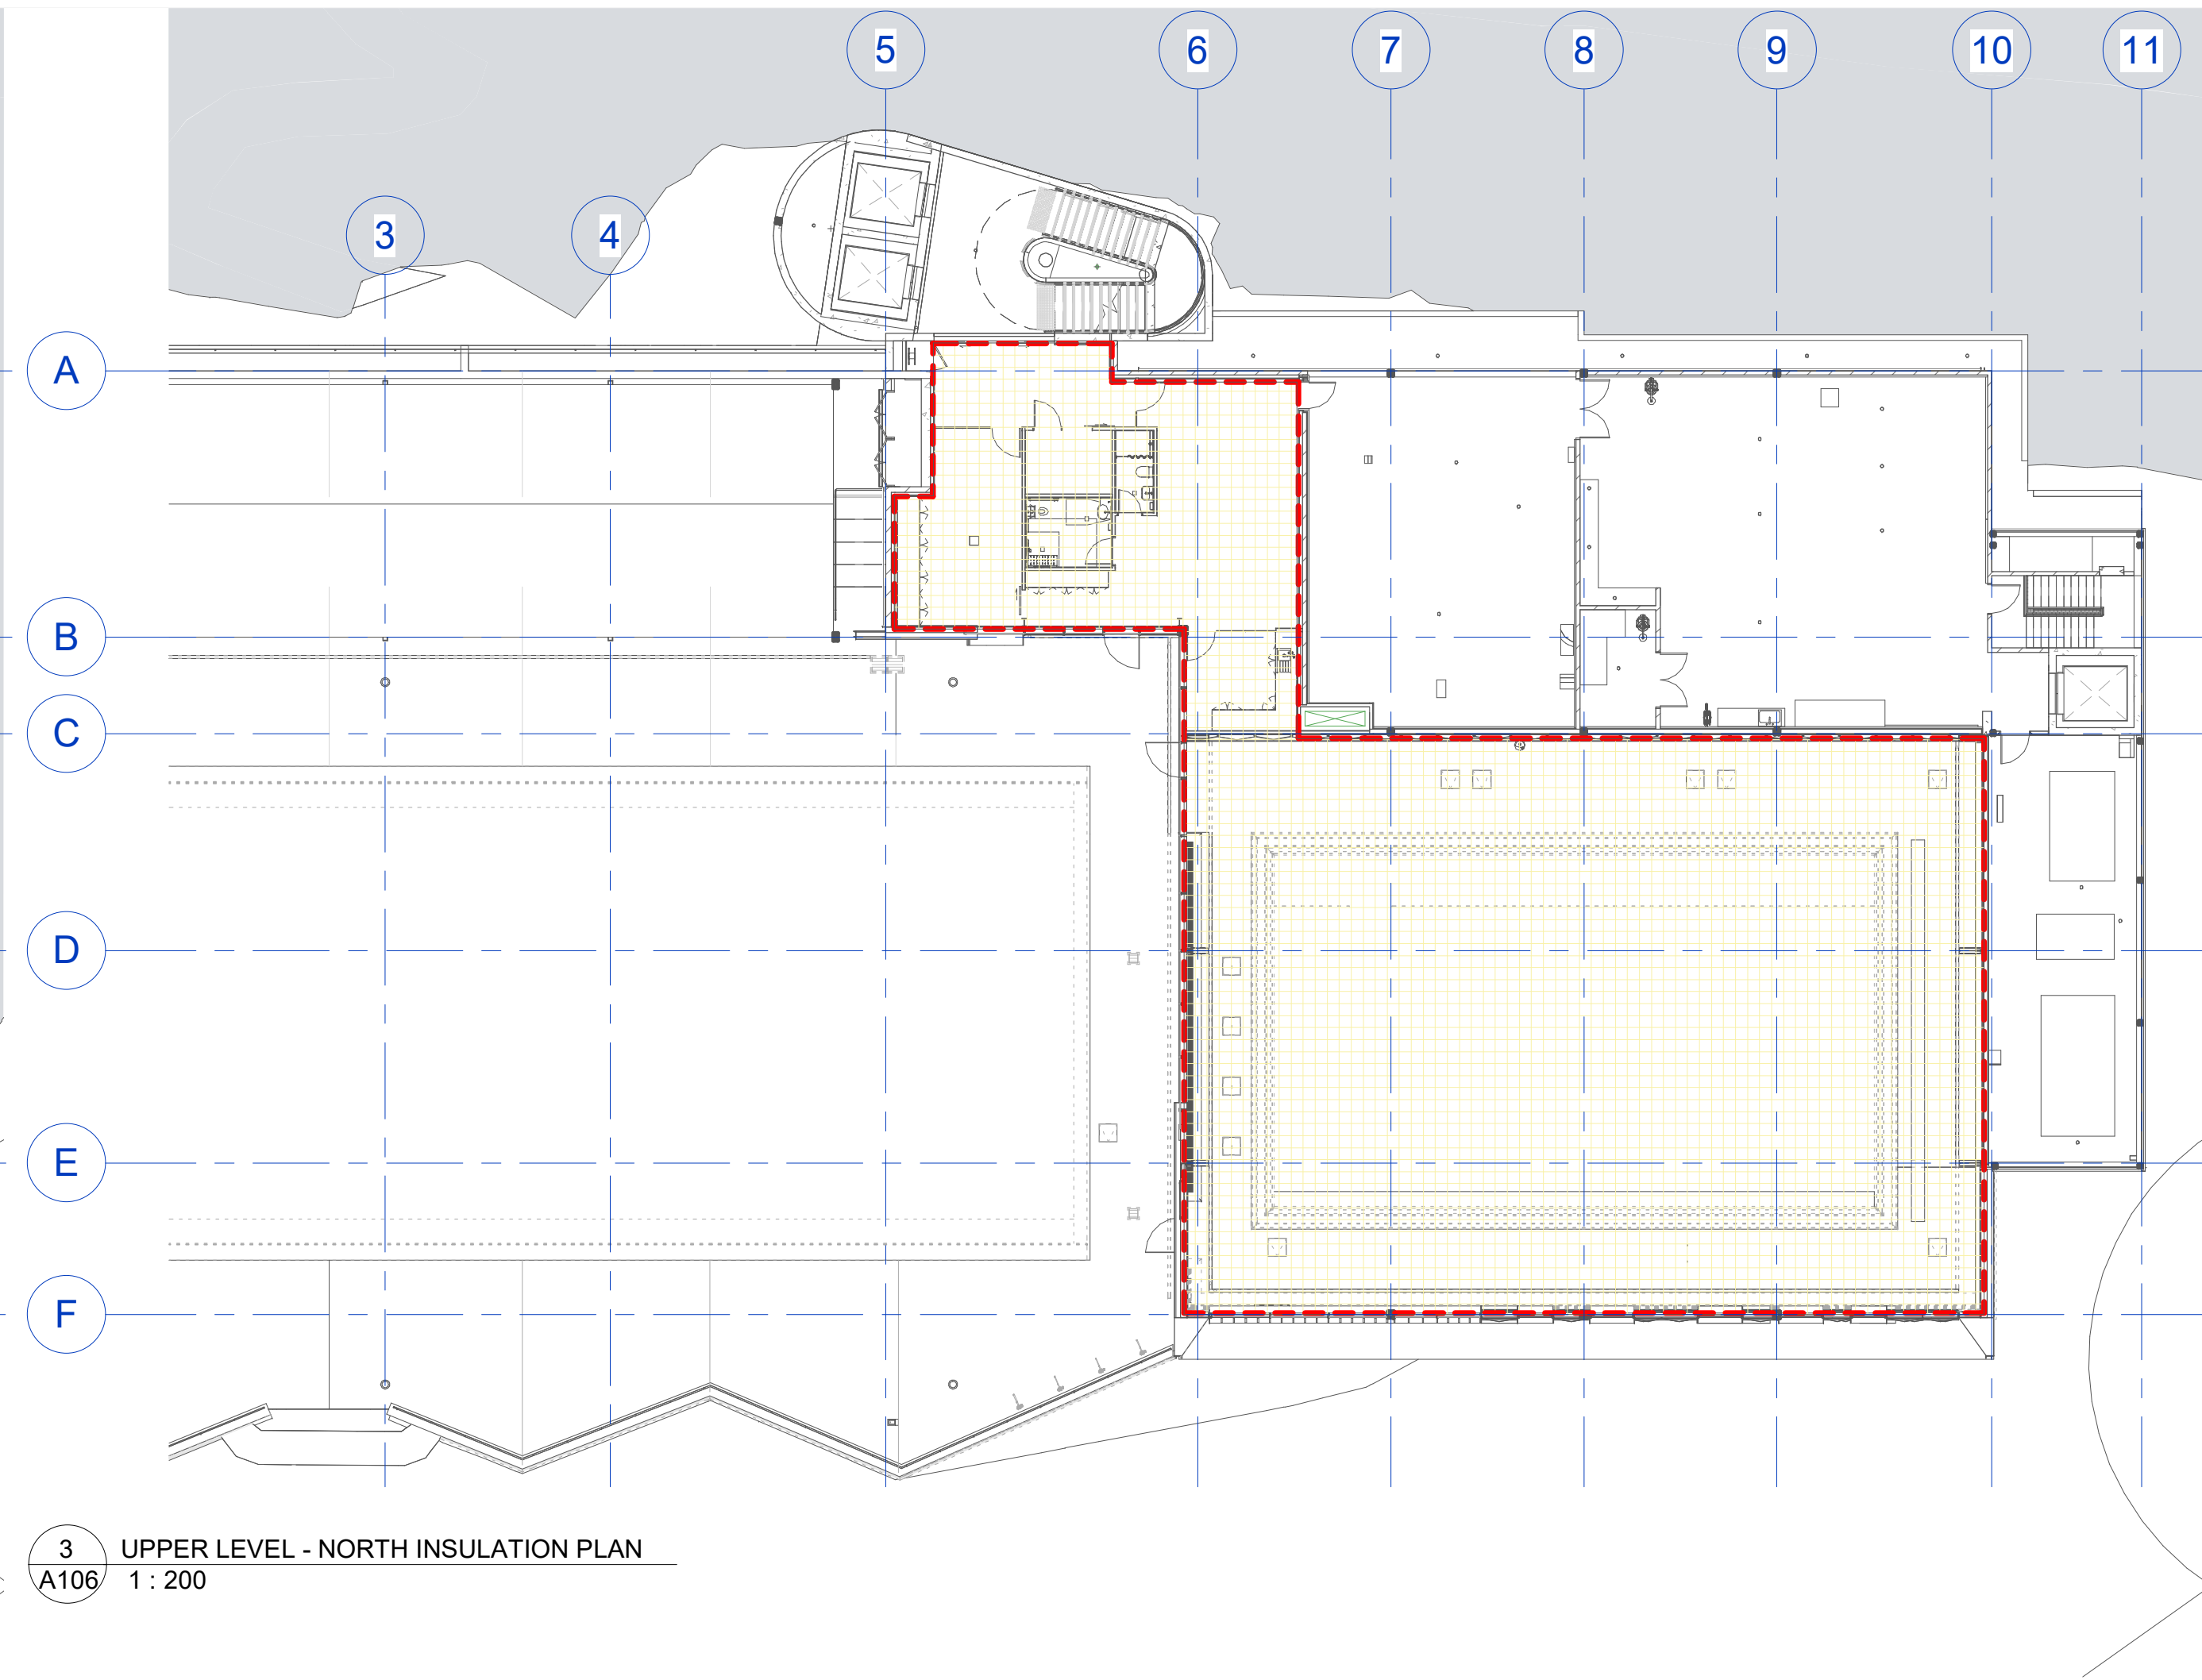 5 6 7 8 9 10 11
3 4
A
B
C
D
E
F
3 UPPER LEVEL - NORTH INSULATION PLAN
A106 1 : 200